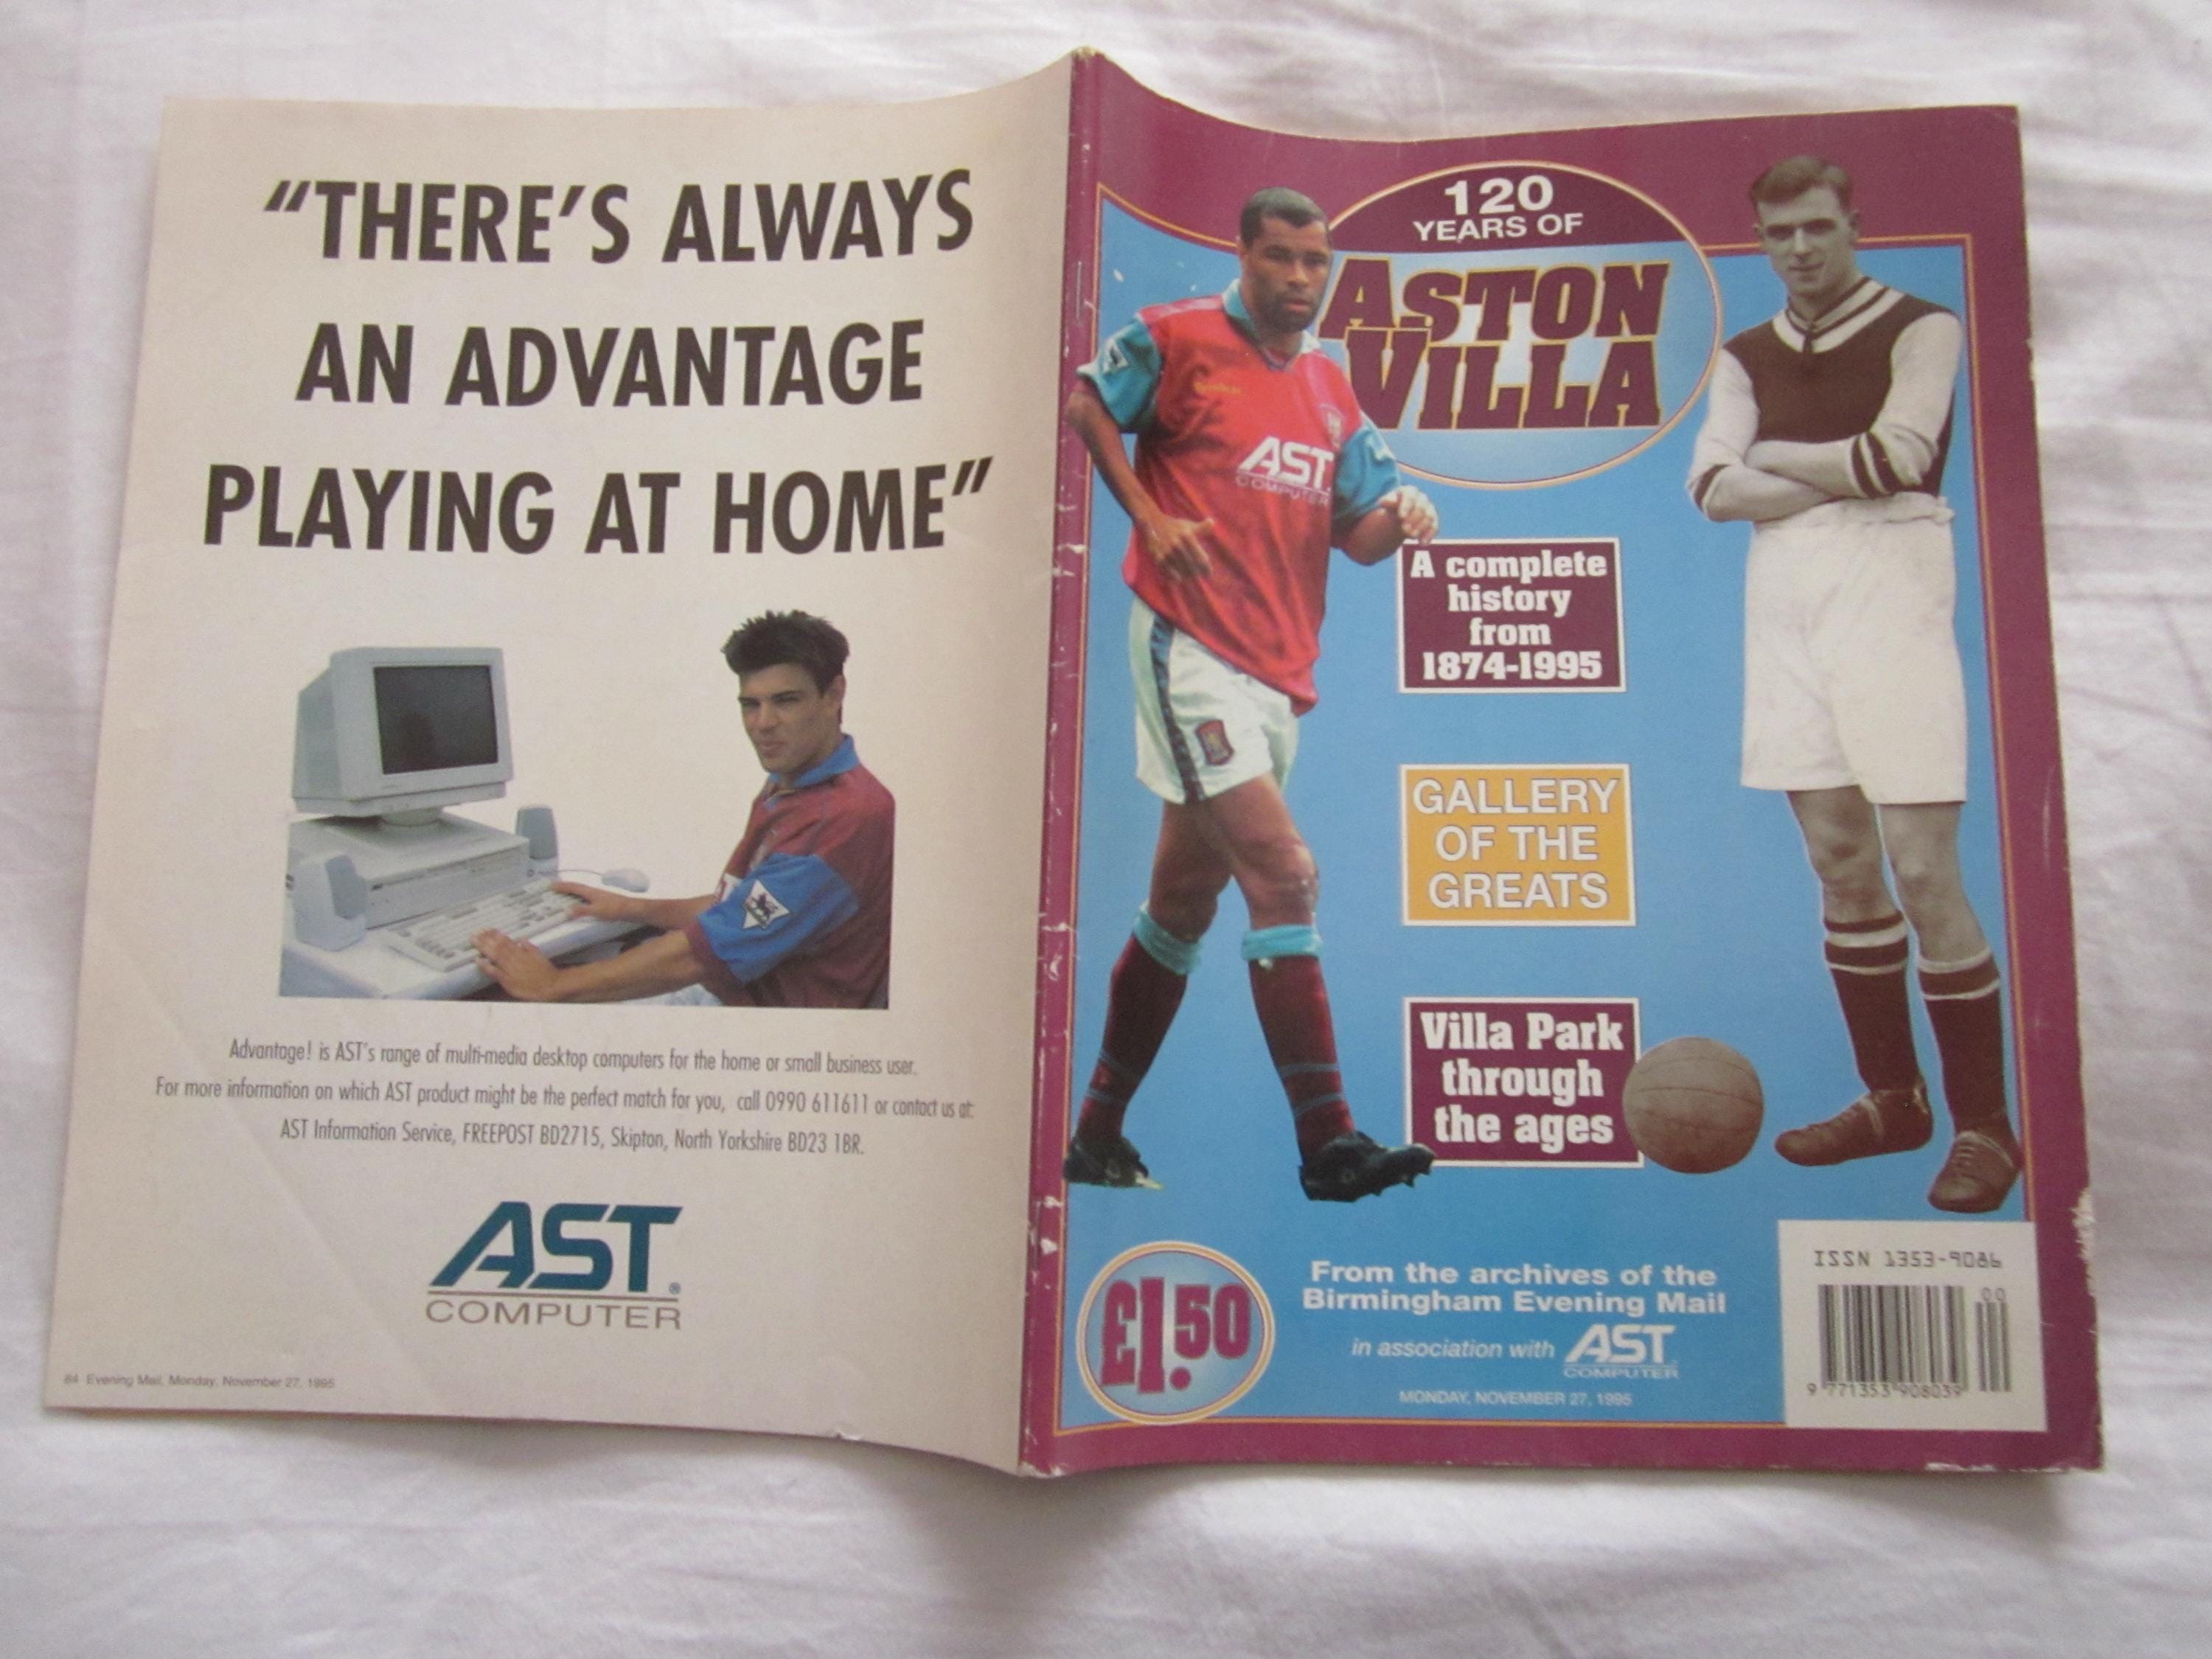 “THERE’S ALWAYS
AN ADVANTAGE
PLAYING AT HOME”
Advantage! is AST’s range of multi-media desktop computers for the home or small business user.
For more information on which AST product might be the perfect match for you, call 0990 611611 or contact us at:
AST Information Service, FREEPOST BD2715, Skipton, North Yorkshire BD23 1BR.
AST®
COMPUTER
84 Evening Mail, Monday, November 27, 1995
120
YEARS OF
ASTON
VILLA
AST
COMPUTER
A complete
history
from
1874-1995
GALLERY
OF THE
GREATS
Villa Park
through
the ages
£1.50
From the archives of the
Birmingham Evening Mail
in association with AST
COMPUTER
MONDAY, NOVEMBER 27, 1995
ISSN 1353-9086
00
9 771353 908039